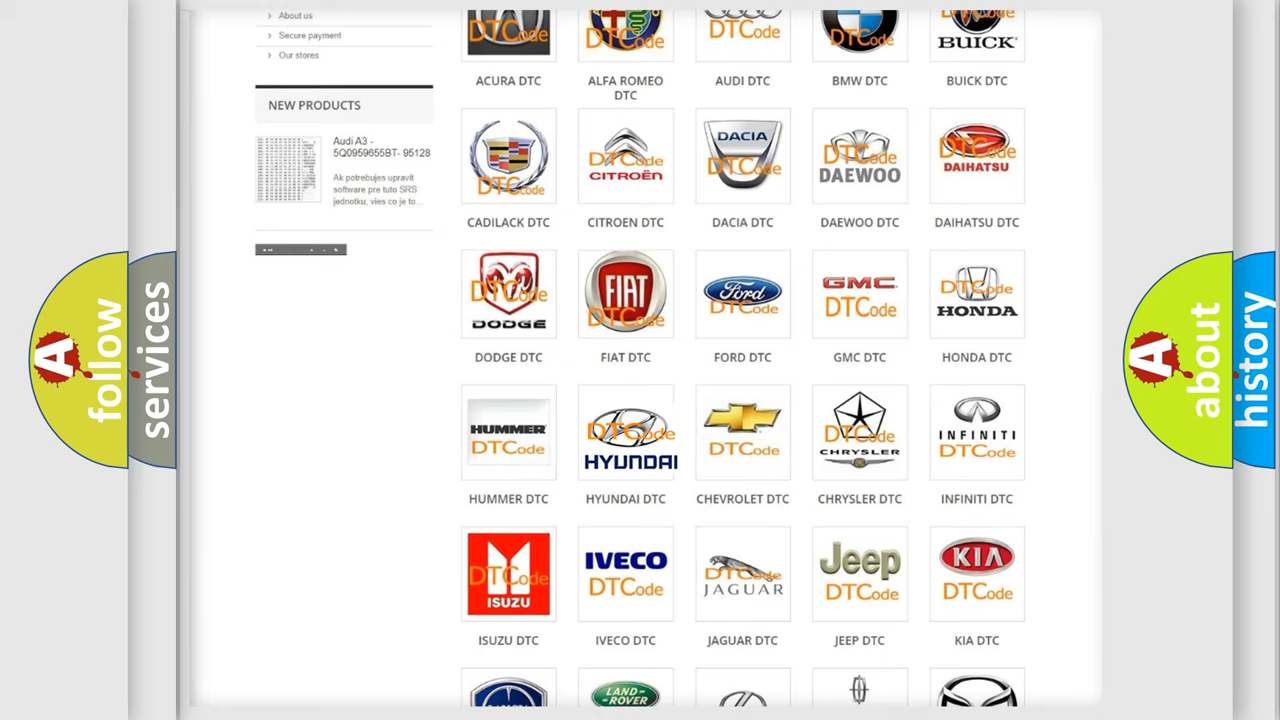 About us
Secure payment
Our stores
NEW PRODUCTS
Audi A3 -
5Q0959655BT- 95128
Ak potrebujes upravit
software pre tuto SRS
jednotku, vies co je to...
A
follow
services
A
about
history
DTCode
DTCode
DTCode
DTCode
BUICK
ACURA DTC
ALFA ROMEO
DTC
AUDI DTC
BMW DTC
BUICK DTC
DTCode
DTCode
CITROËN
DACIA
DTCode
DTCode
DAEWOO
DTCode
DAIHATSU
CADILACK DTC
CITROEN DTC
DACIA DTC
DAEWOO DTC
DAIHATSU DTC
DTCode
DODGE
FIAT
DTCode
Ford
DTCode
GMC
DTCode
DTCode
HONDA
DODGE DTC
FIAT DTC
FORD DTC
GMC DTC
HONDA DTC
HUMMER
DTCode
DTCode
HYUNDAI
DTCode
DTCode
CHRYSLER
INFINITI
DTCode
HUMMER DTC
HYUNDAI DTC
CHEVROLET DTC
CHRYSLER DTC
INFINITI DTC
DTCode
ISUZU
IVECO
DTCode
DTCode
JAGUAR
Jeep
DTCode
KIA
DTCode
ISUZU DTC
IVECO DTC
JAGUAR DTC
JEEP DTC
KIA DTC
LAND-
ROVER